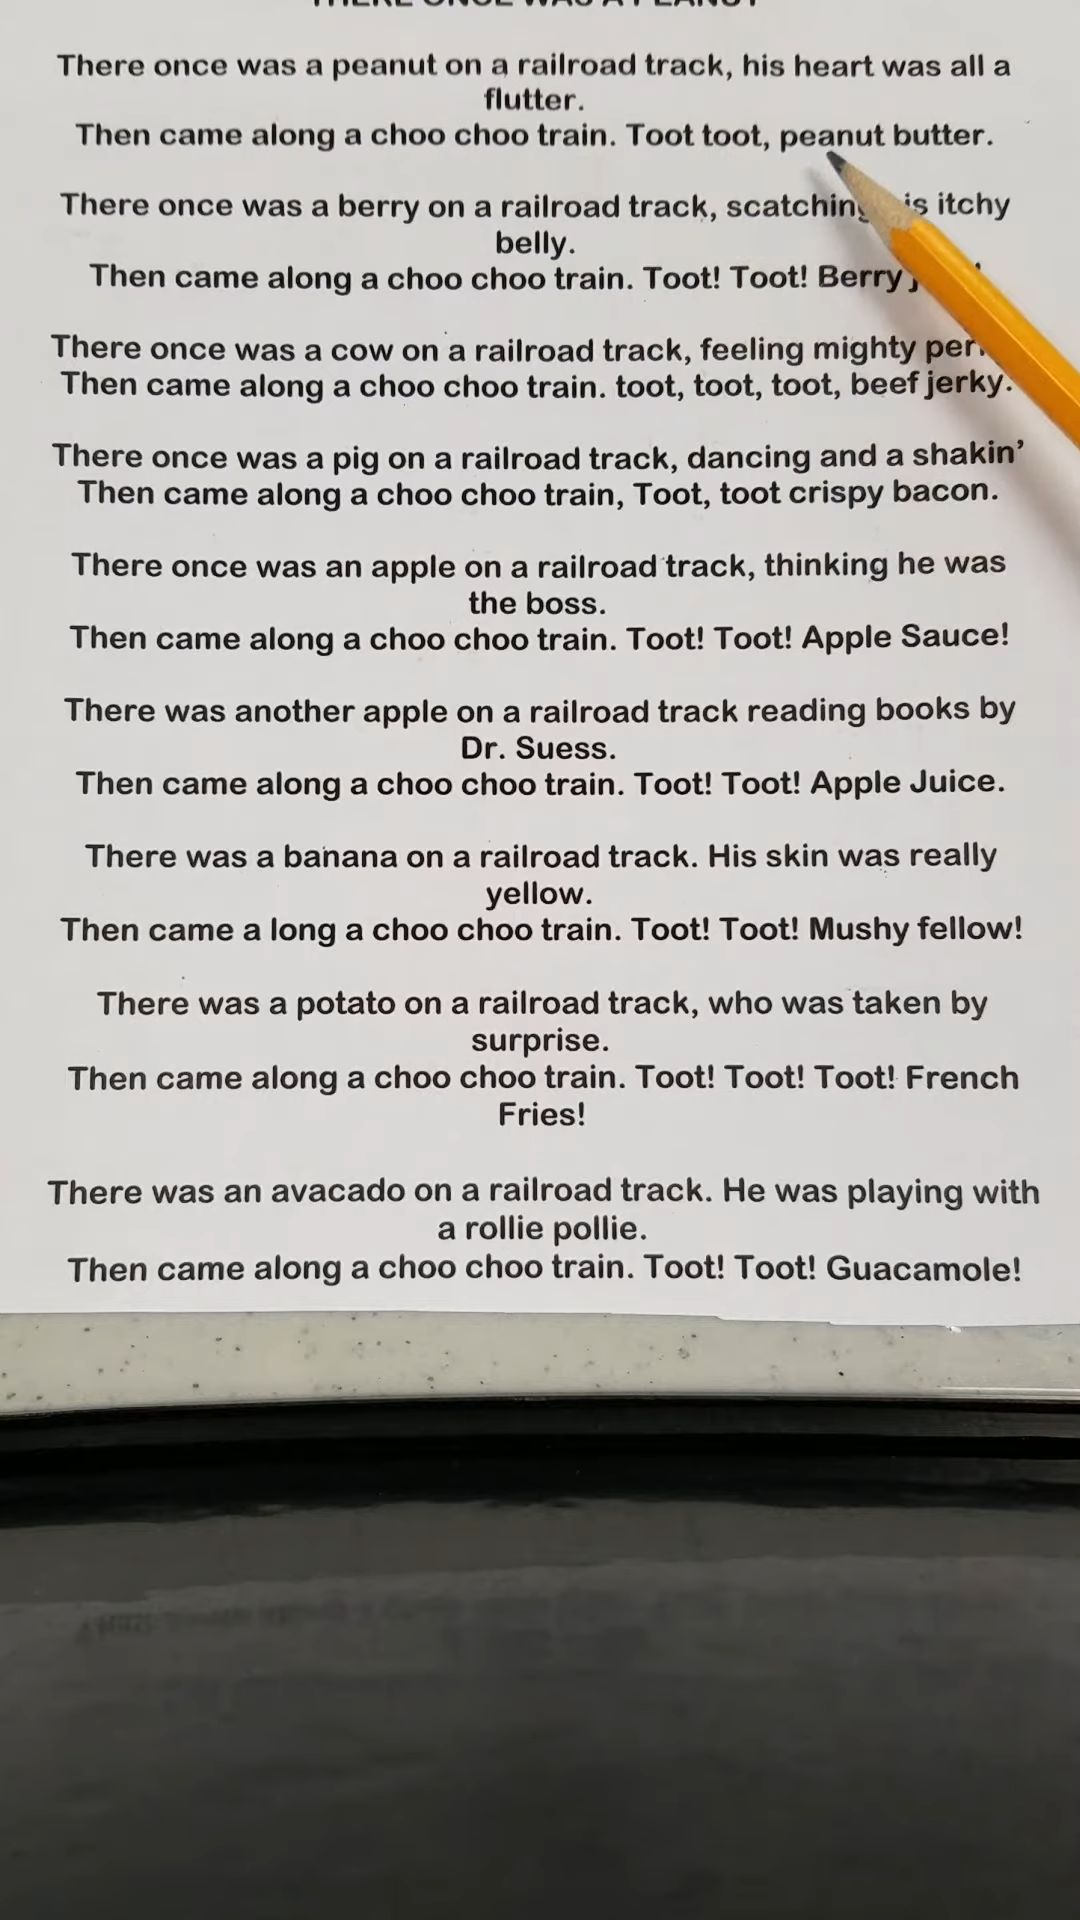 There once was a peanut on a railroad track, his heart was all a
flutter.
Then came along a choo choo train. Toot toot, peanut butter.
There once was a berry on a railroad track, scatching itchy
belly.
Then came along a choo choo train. Toot! Toot! Berry
There once was a cow on a railroad track, feeling mighty
Then came along a choo choo train. toot, toot, toot, beef jerky.
There once was a pig on a railroad track, dancing and a shakin’
Then came along a choo choo train, Toot, toot crispy bacon.
There once was an apple on a railroad track, thinking he was
the boss.
Then came along a choo choo train. Toot! Toot! Apple Sauce!
There was another apple on a railroad track reading books by
Dr. Suess.
Then came along a choo choo train. Toot! Toot! Apple Juice.
There was a banana on a railroad track. His skin was really
yellow.
Then came a long a choo choo train. Toot! Toot! Mushy fellow!
There was a potato on a railroad track, who was taken by
surprise.
Then came along a choo choo train. Toot! Toot! Toot! French
Fries!
There was an avacado on a railroad track. He was playing with
a rollie pollie.
Then came along a choo choo train. Toot! Toot! Guacamole!